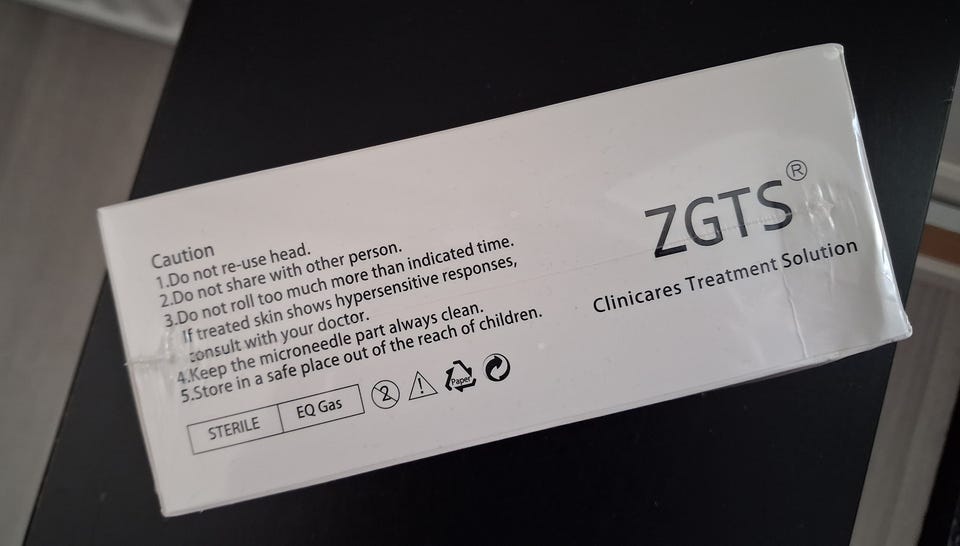 Caution
1.Do not re-use head.
2.Do not share with other person.
3.Do not roll too much more than indicated time.
If treated skin shows hypersensitive responses,
consult with your doctor.
4.Keep the microneedle part always clean.
5.Store in a safe place out of the reach of children.
STERILE EQ Gas
2
!
Paper
ZGTS®
Clinicares Treatment Solution